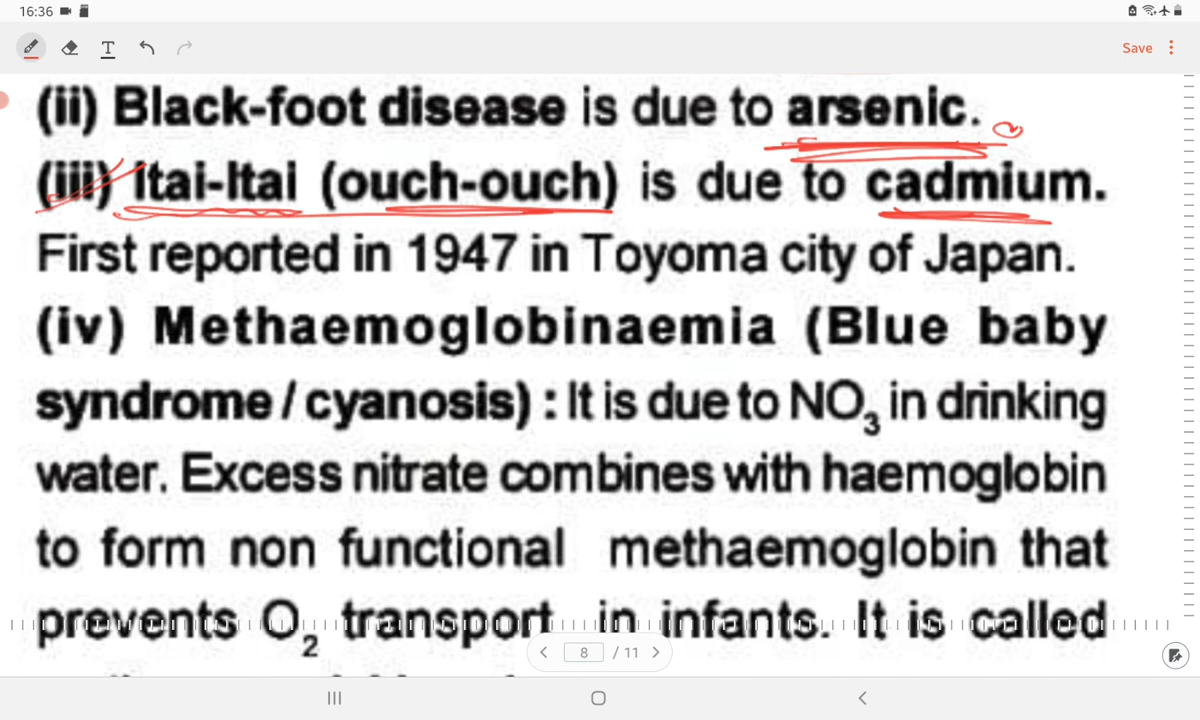 16:36
T
Save
(ii) Black-foot disease is due to arsenic.
(iii) Itai-Itai (ouch-ouch) is due to cadmium.
First reported in 1947 in Toyoma city of Japan.
(iv) Methaemoglobinaemia (Blue baby
syndrome / cyanosis) : It is due to NO₃ in drinking
water. Excess nitrate combines with haemoglobin
to form non functional methaemoglobin that
prevents O₂ transport in infants. It is called
8 / 11